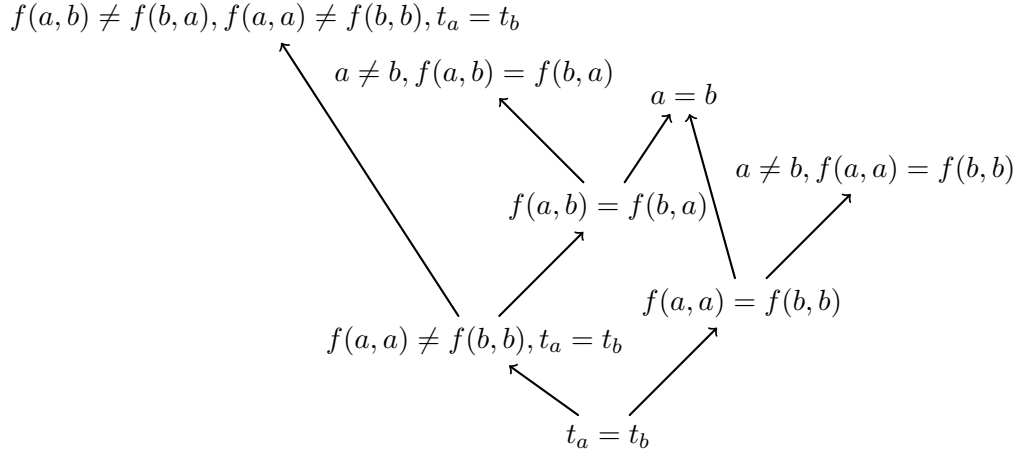 f(a, b) ≠ f(b, a), f(a, a) ≠ f(b, b), t_a = t_b
a ≠ b, f(a, b) = f(b, a)
a = b
a ≠ b, f(a, a) = f(b, b)
f(a, b) = f(b, a)
f(a, a) = f(b, b)
f(a, a) ≠ f(b, b), t_a = t_b
t_a = t_b